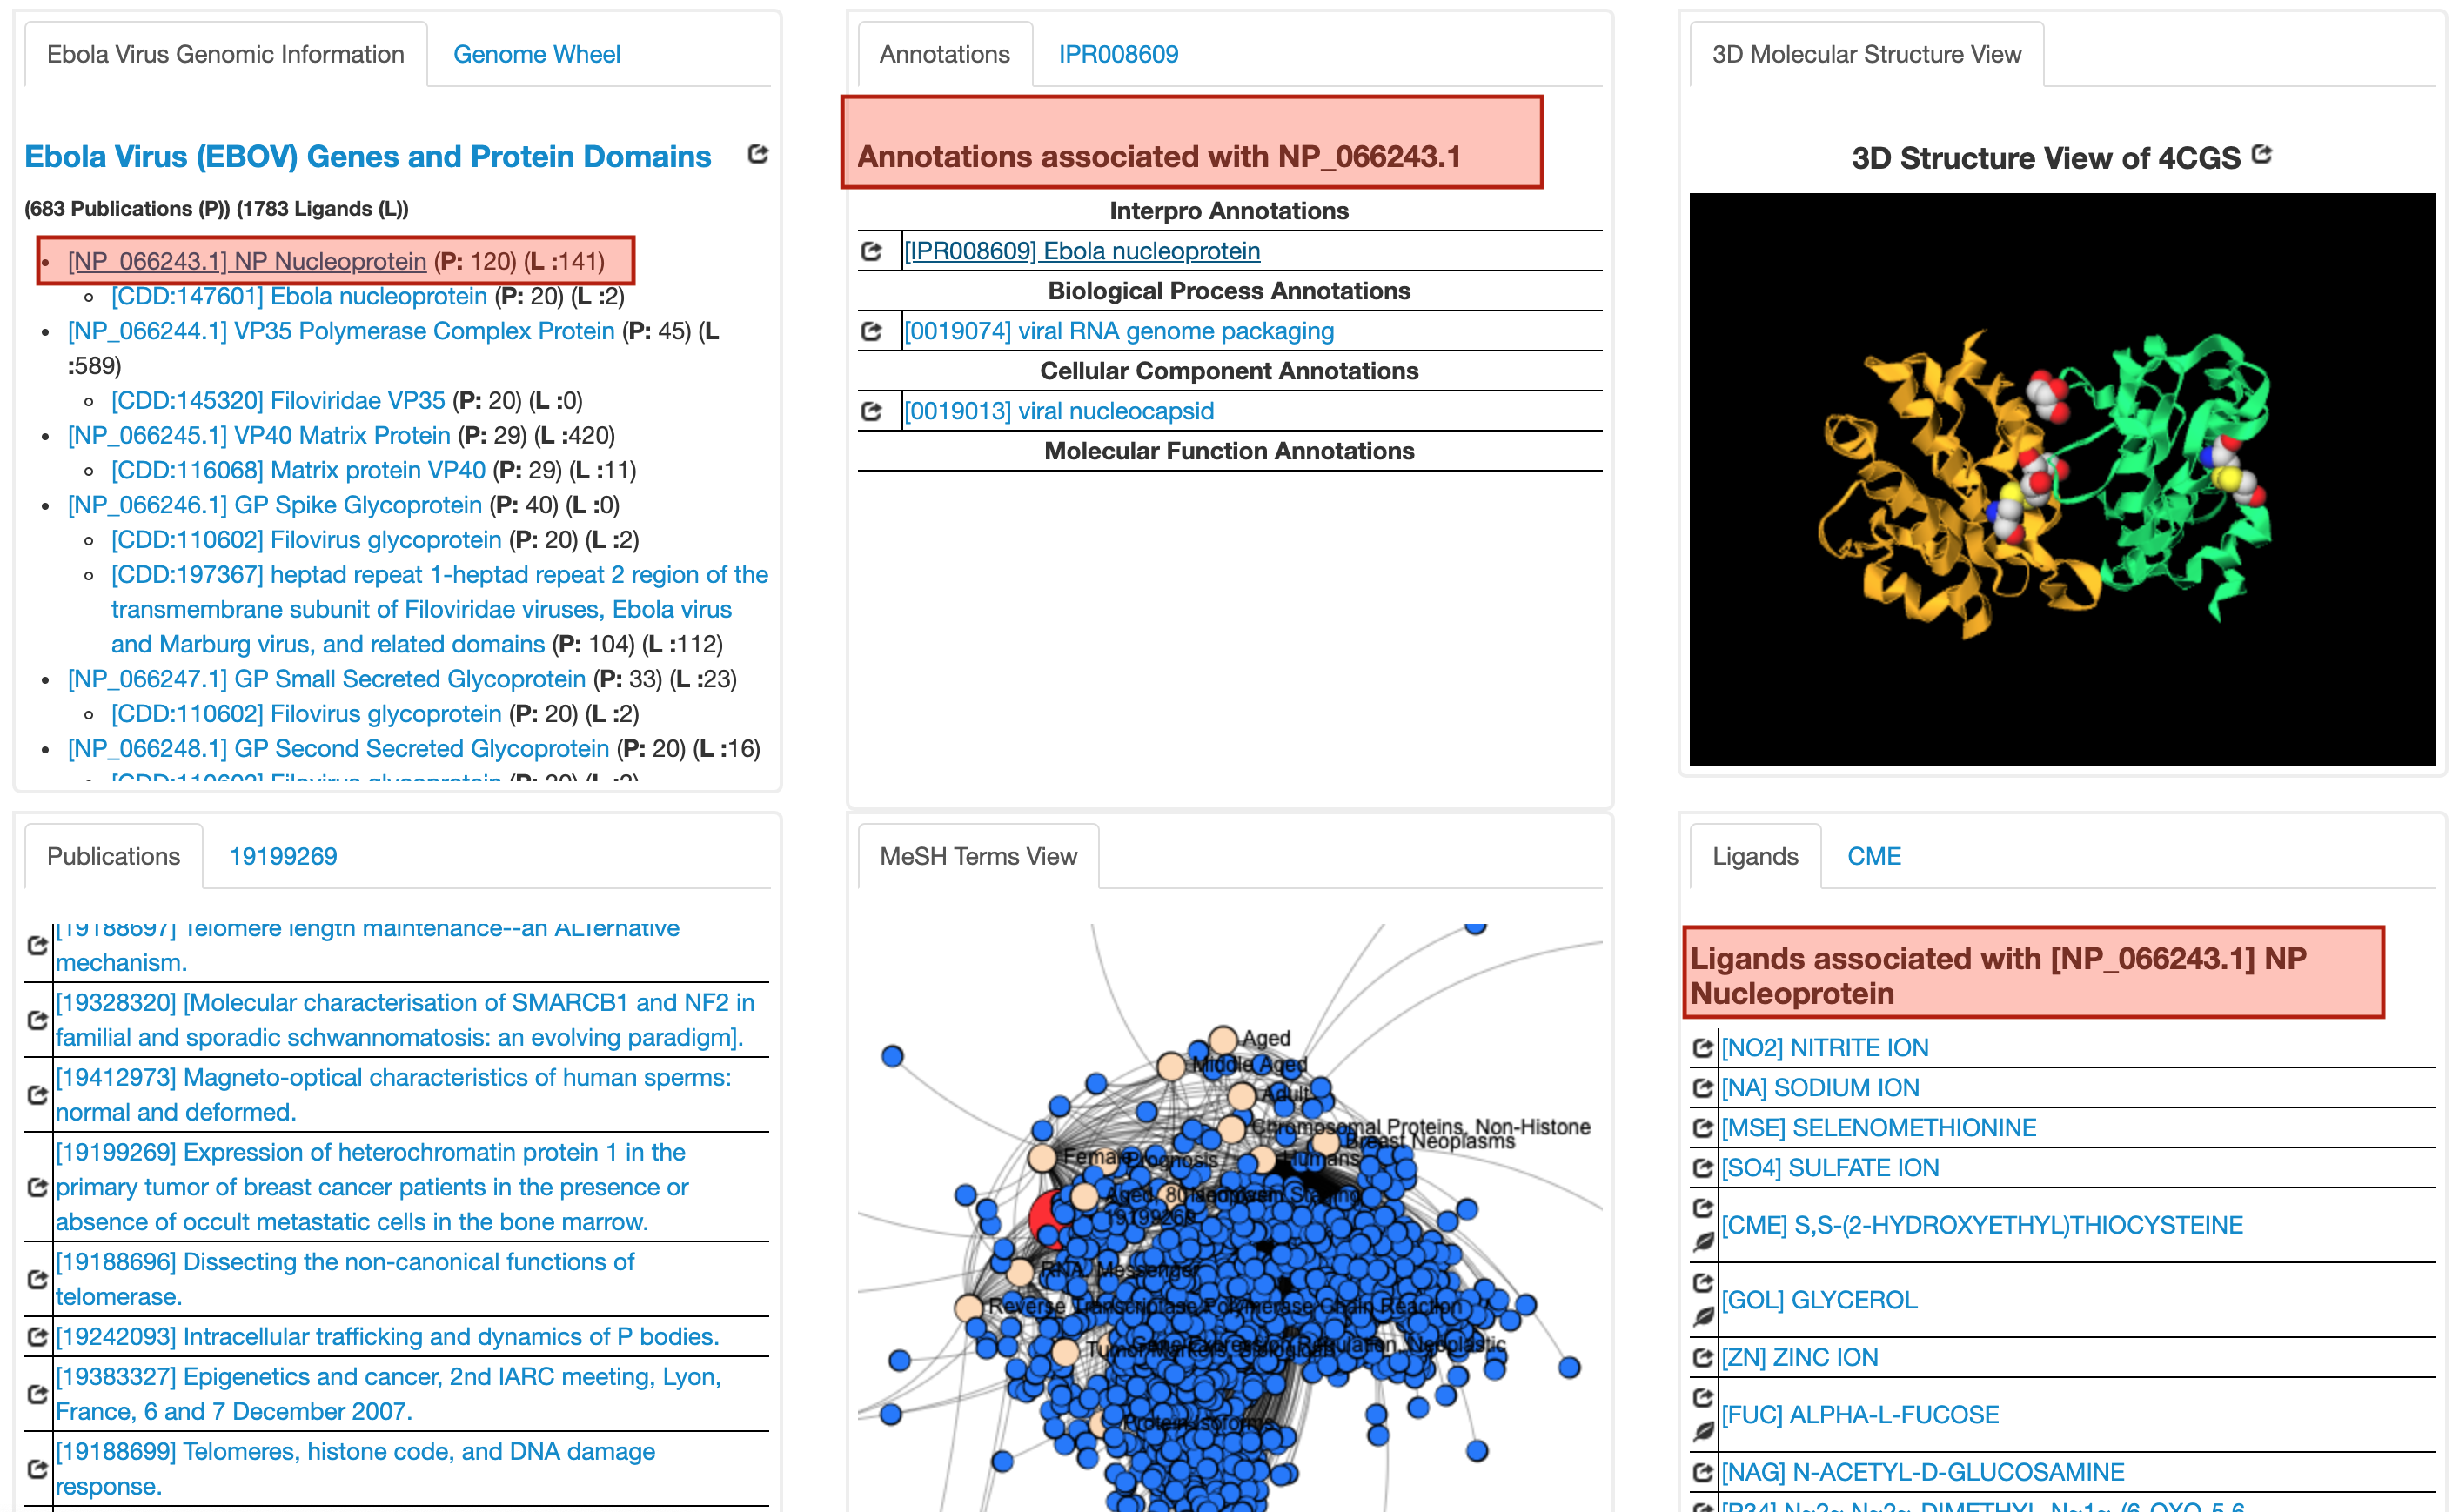 Ebola Virus Genomic Information
Genome Wheel
Ebola Virus (EBOV) Genes and Protein Domains
(683 Publications (P)) (1783 Ligands (L))
[NP_066243.1] NP Nucleoprotein (P: 120) (L :141)
[CDD:147601] Ebola nucleoprotein (P: 20) (L :2)
[NP_066244.1] VP35 Polymerase Complex Protein (P: 45) (L
:589)
[CDD:145320] Filoviridae VP35 (P: 20) (L :0)
[NP_066245.1] VP40 Matrix Protein (P: 29) (L :420)
[CDD:116068] Matrix protein VP40 (P: 29) (L :11)
[NP_066246.1] GP Spike Glycoprotein (P: 40) (L :0)
[CDD:110602] Filovirus glycoprotein (P: 20) (L :2)
[CDD:197367] heptad repeat 1-heptad repeat 2 region of the
transmembrane subunit of Filoviridae viruses, Ebola virus
and Marburg virus, and related domains (P: 104) (L :112)
[NP_066247.1] GP Small Secreted Glycoprotein (P: 33) (L :23)
[CDD:110602] Filovirus glycoprotein (P: 20) (L :2)
[NP_066248.1] GP Second Secreted Glycoprotein (P: 20) (L :16)
[CDD:110602] Filovirus glycoprotein (P: 20) (L :2)
Annotations
IPR008609
Annotations associated with NP_066243.1
Interpro Annotations
[IPR008609] Ebola nucleoprotein
Biological Process Annotations
[0019074] viral RNA genome packaging
Cellular Component Annotations
[0019013] viral nucleocapsid
Molecular Function Annotations
3D Molecular Structure View
3D Structure View of 4CGS
Publications
19199269
[19188697] Telomere length maintenance--an ALTernative
mechanism.
[19328320] [Molecular characterisation of SMARCB1 and NF2 in
familial and sporadic schwannomatosis: an evolving paradigm].
[19412973] Magneto-optical characteristics of human sperms:
normal and deformed.
[19199269] Expression of heterochromatin protein 1 in the
primary tumor of breast cancer patients in the presence or
absence of occult metastatic cells in the bone marrow.
[19188696] Dissecting the non-canonical functions of
telomerase.
[19242093] Intracellular trafficking and dynamics of P bodies.
[19383327] Epigenetics and cancer, 2nd IARC meeting, Lyon,
France, 6 and 7 December 2007.
[19188699] Telomeres, histone code, and DNA damage
response.
MeSH Terms View
Aged
Middle Aged
Adult
Chromosomal Proteins, Non-Histone
Breast Neoplasms
Female
Prognosis
Humans
Aged, 80
Neoplasm Staging
19199269
RNA, Messenger
Reverse Transcriptase Polymerase Chain Reaction
Gene Expression Regulation, Neoplastic
Tumor Markers, Biological
Protein Isoforms
Ligands
CME
Ligands associated with [NP_066243.1] NP
Nucleoprotein
[NO2] NITRITE ION
[NA] SODIUM ION
[MSE] SELENOMETHIONINE
[SO4] SULFATE ION
[CME] S,S-(2-HYDROXYETHYL)THIOCYSTEINE
[GOL] GLYCEROL
[ZN] ZINC ION
[FUC] ALPHA-L-FUCOSE
[NAG] N-ACETYL-D-GLUCOSAMINE